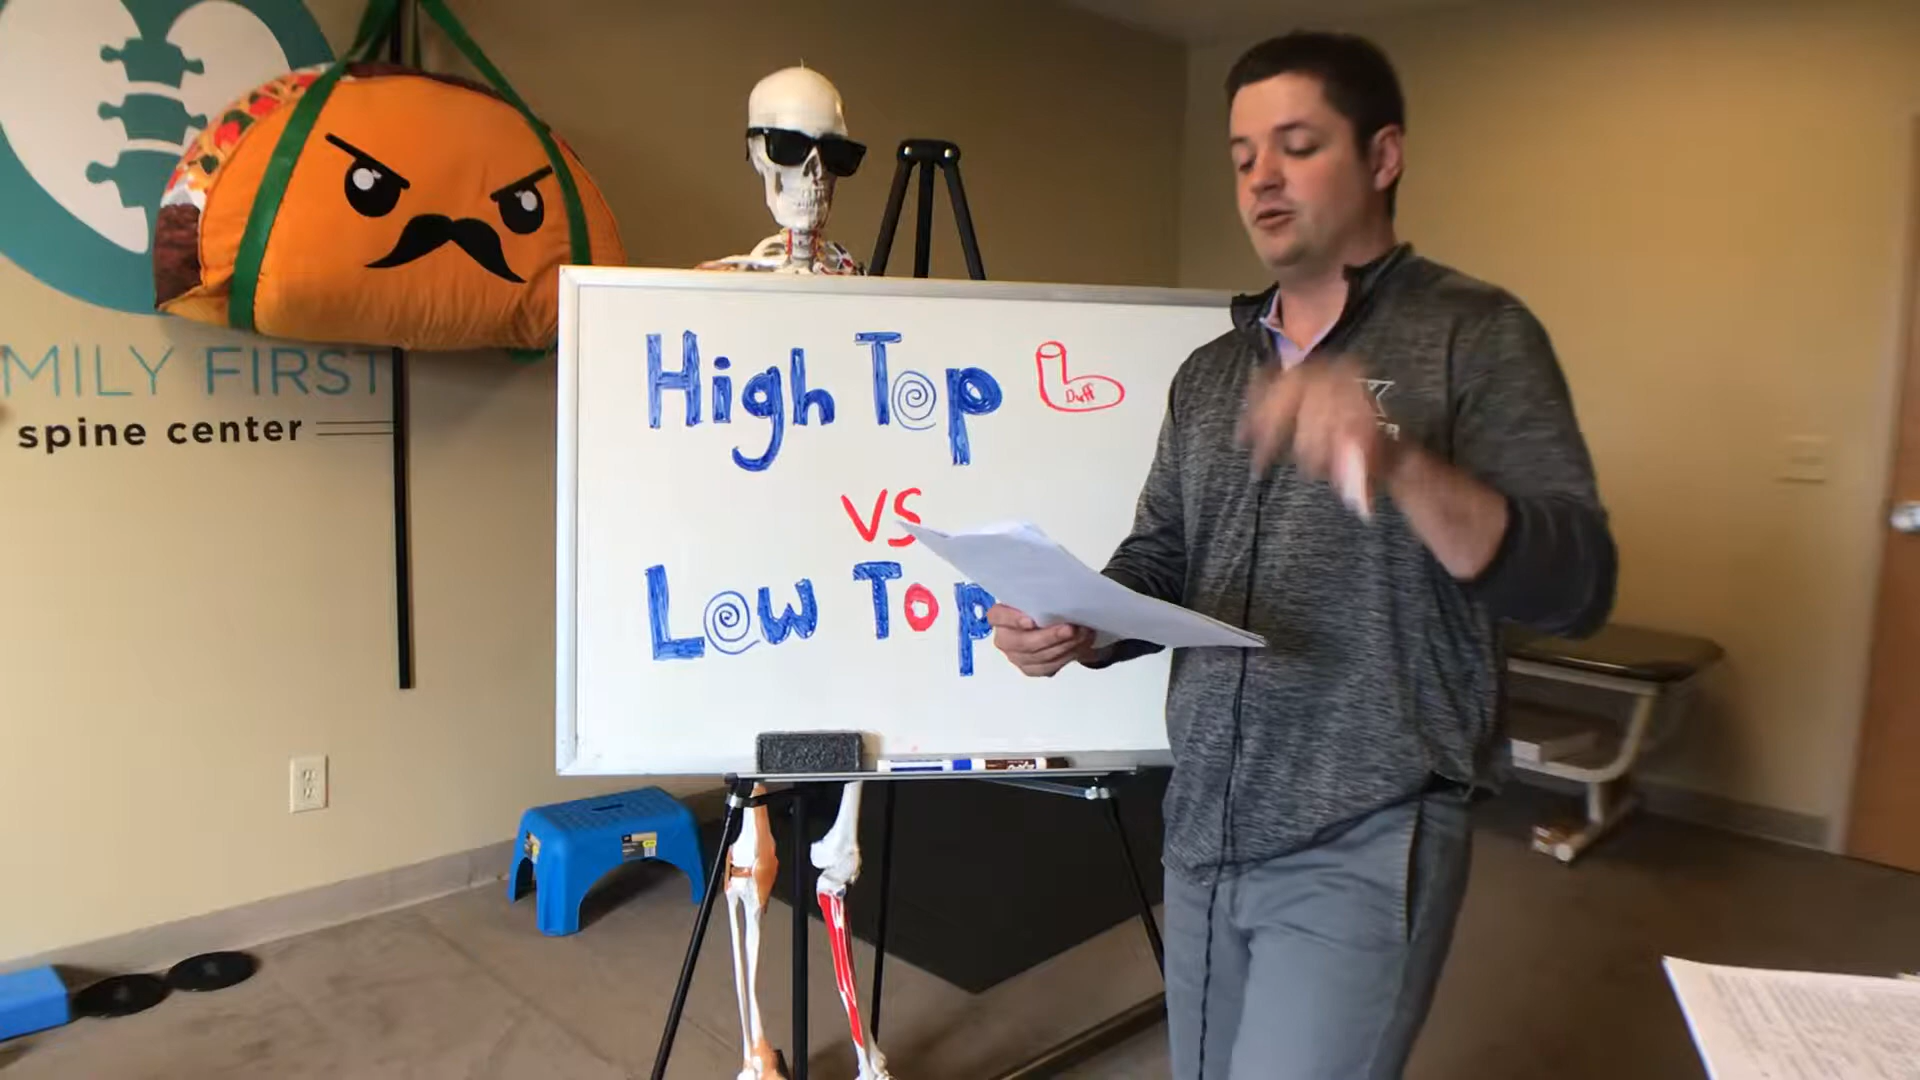 MILY FIRST
spine center
High Top
Duff
VS
Low Top